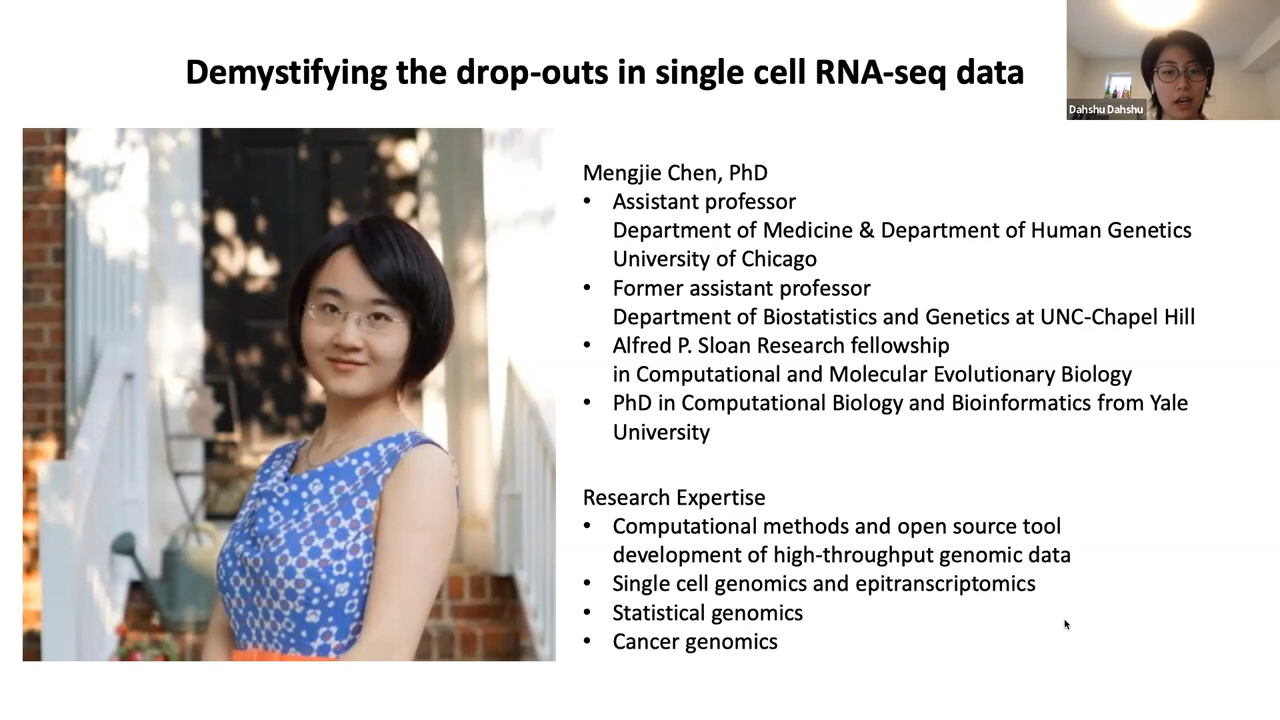 Demystifying the drop-outs in single cell RNA-seq data
Dahshu Dahshu
Mengjie Chen, PhD
• Assistant professor
Department of Medicine & Department of Human Genetics
University of Chicago
• Former assistant professor
Department of Biostatistics and Genetics at UNC-Chapel Hill
• Alfred P. Sloan Research fellowship
in Computational and Molecular Evolutionary Biology
• PhD in Computational Biology and Bioinformatics from Yale
University
Research Expertise
• Computational methods and open source tool
development of high-throughput genomic data
• Single cell genomics and epitranscriptomics
• Statistical genomics
• Cancer genomics